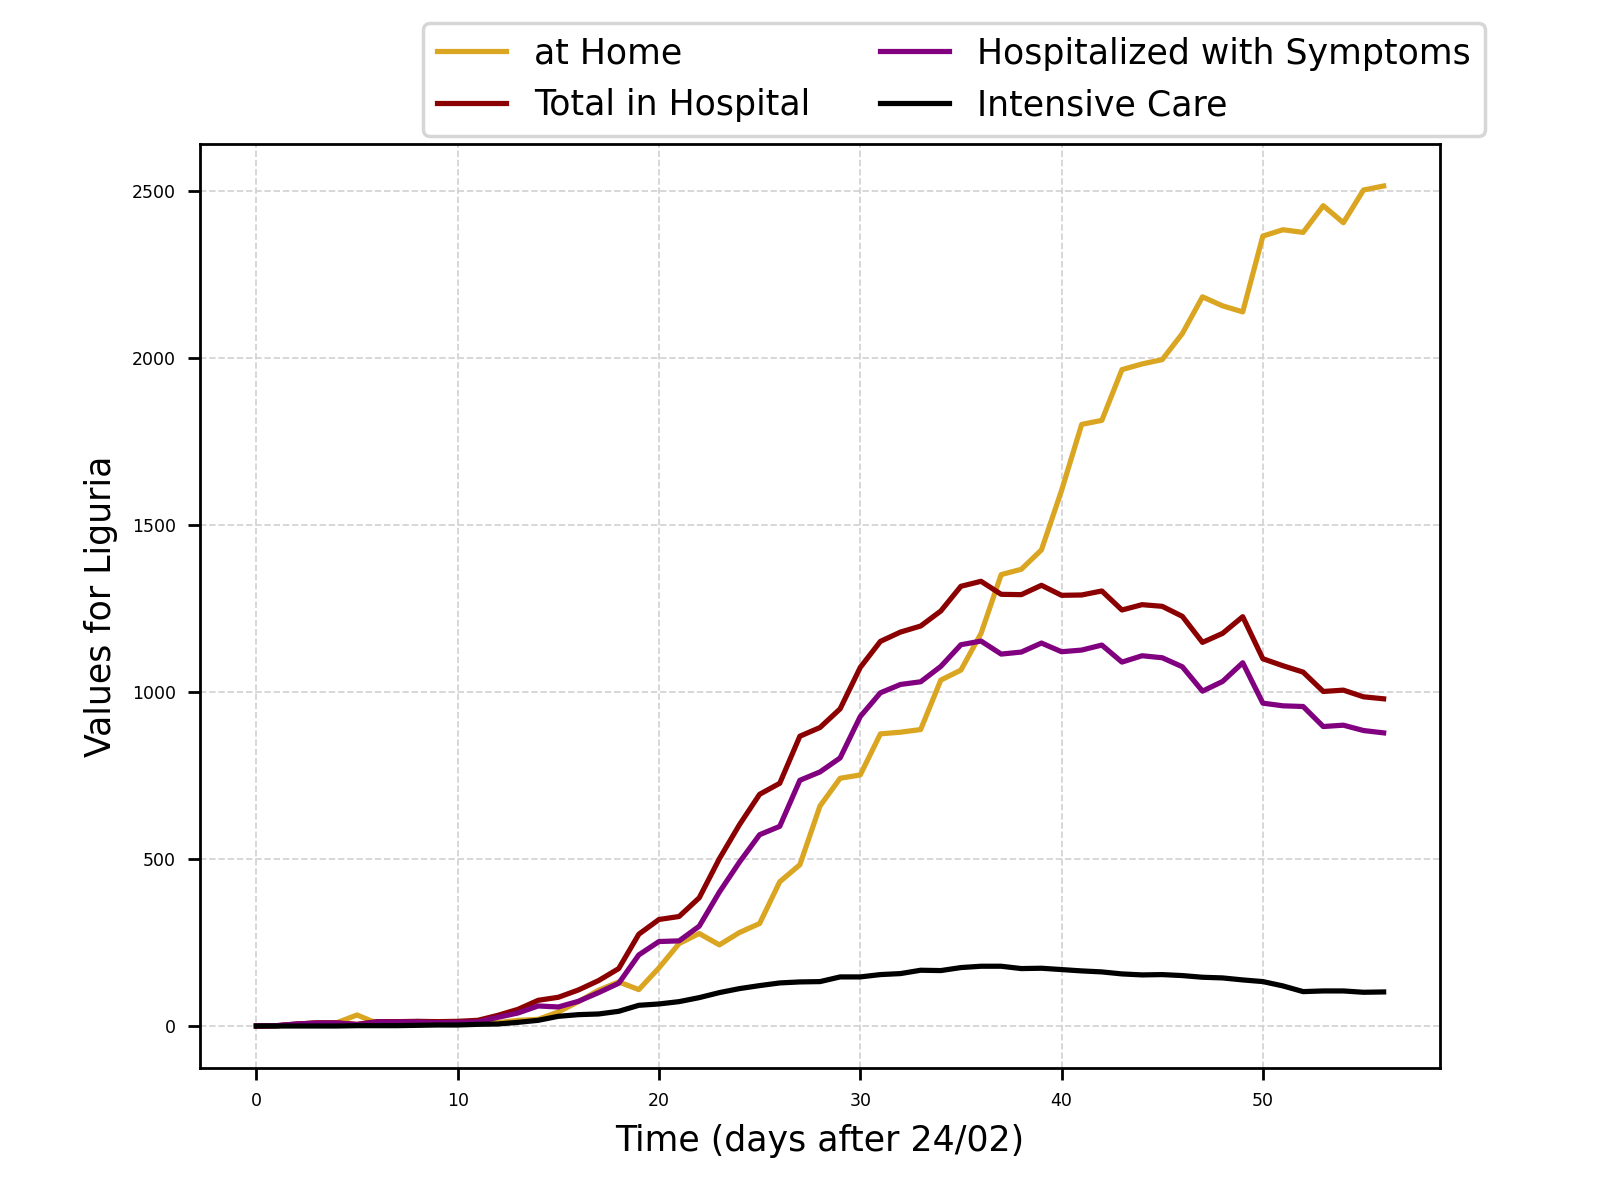 at Home
Total in Hospital
Hospitalized with Symptoms
Intensive Care
Values for Liguria
2500
2000
1500
1000
500
0
0 10 20 30 40 50
Time (days after 24/02)